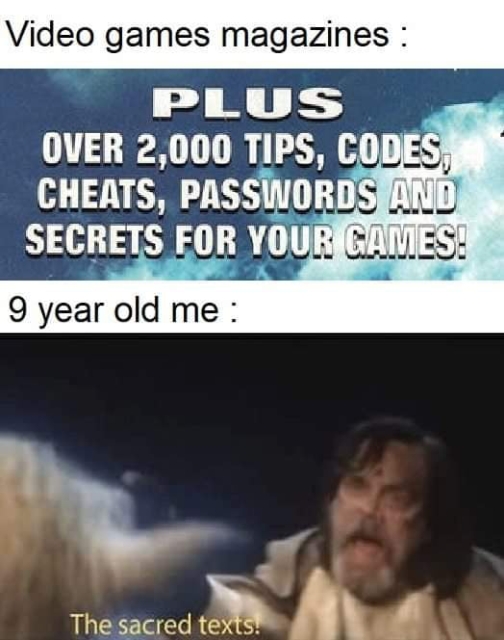 Video games magazines :
PLUS
OVER 2,000 TIPS, CODES,
CHEATS, PASSWORDS AND
SECRETS FOR YOUR GAMES!
9 year old me :
The sacred texts!